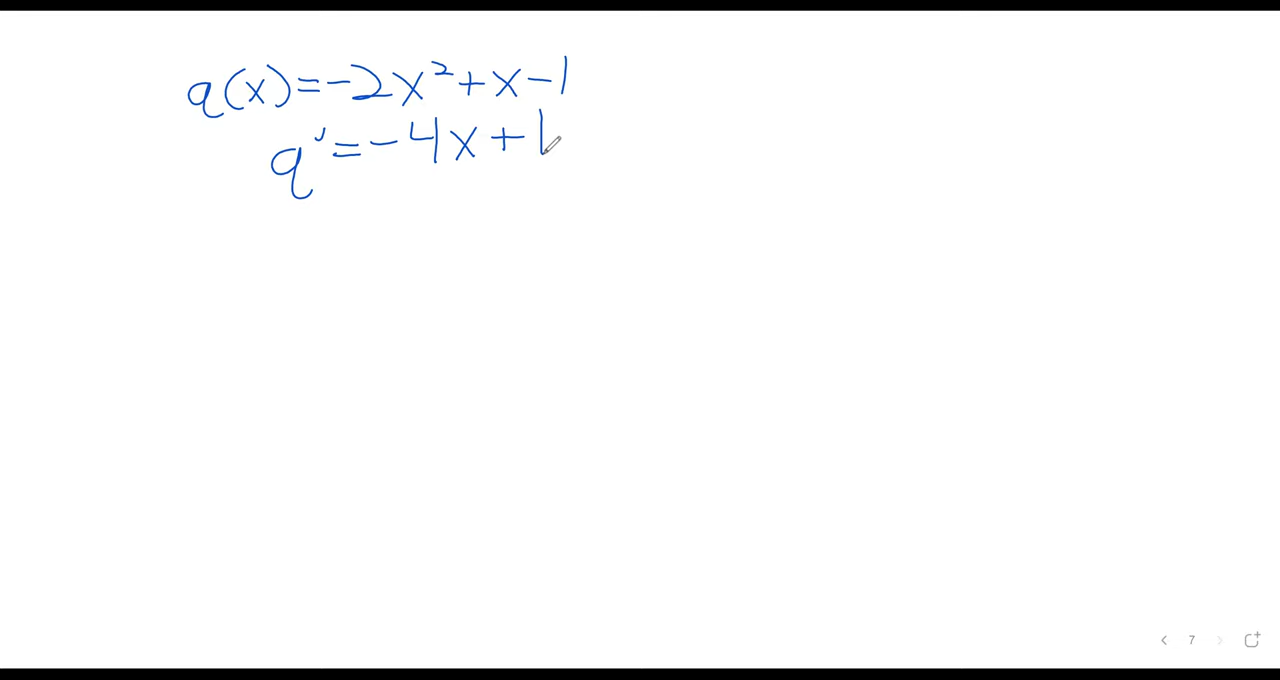 q(x)=-2x²+x-1
q'=-4x+1
< 7 >